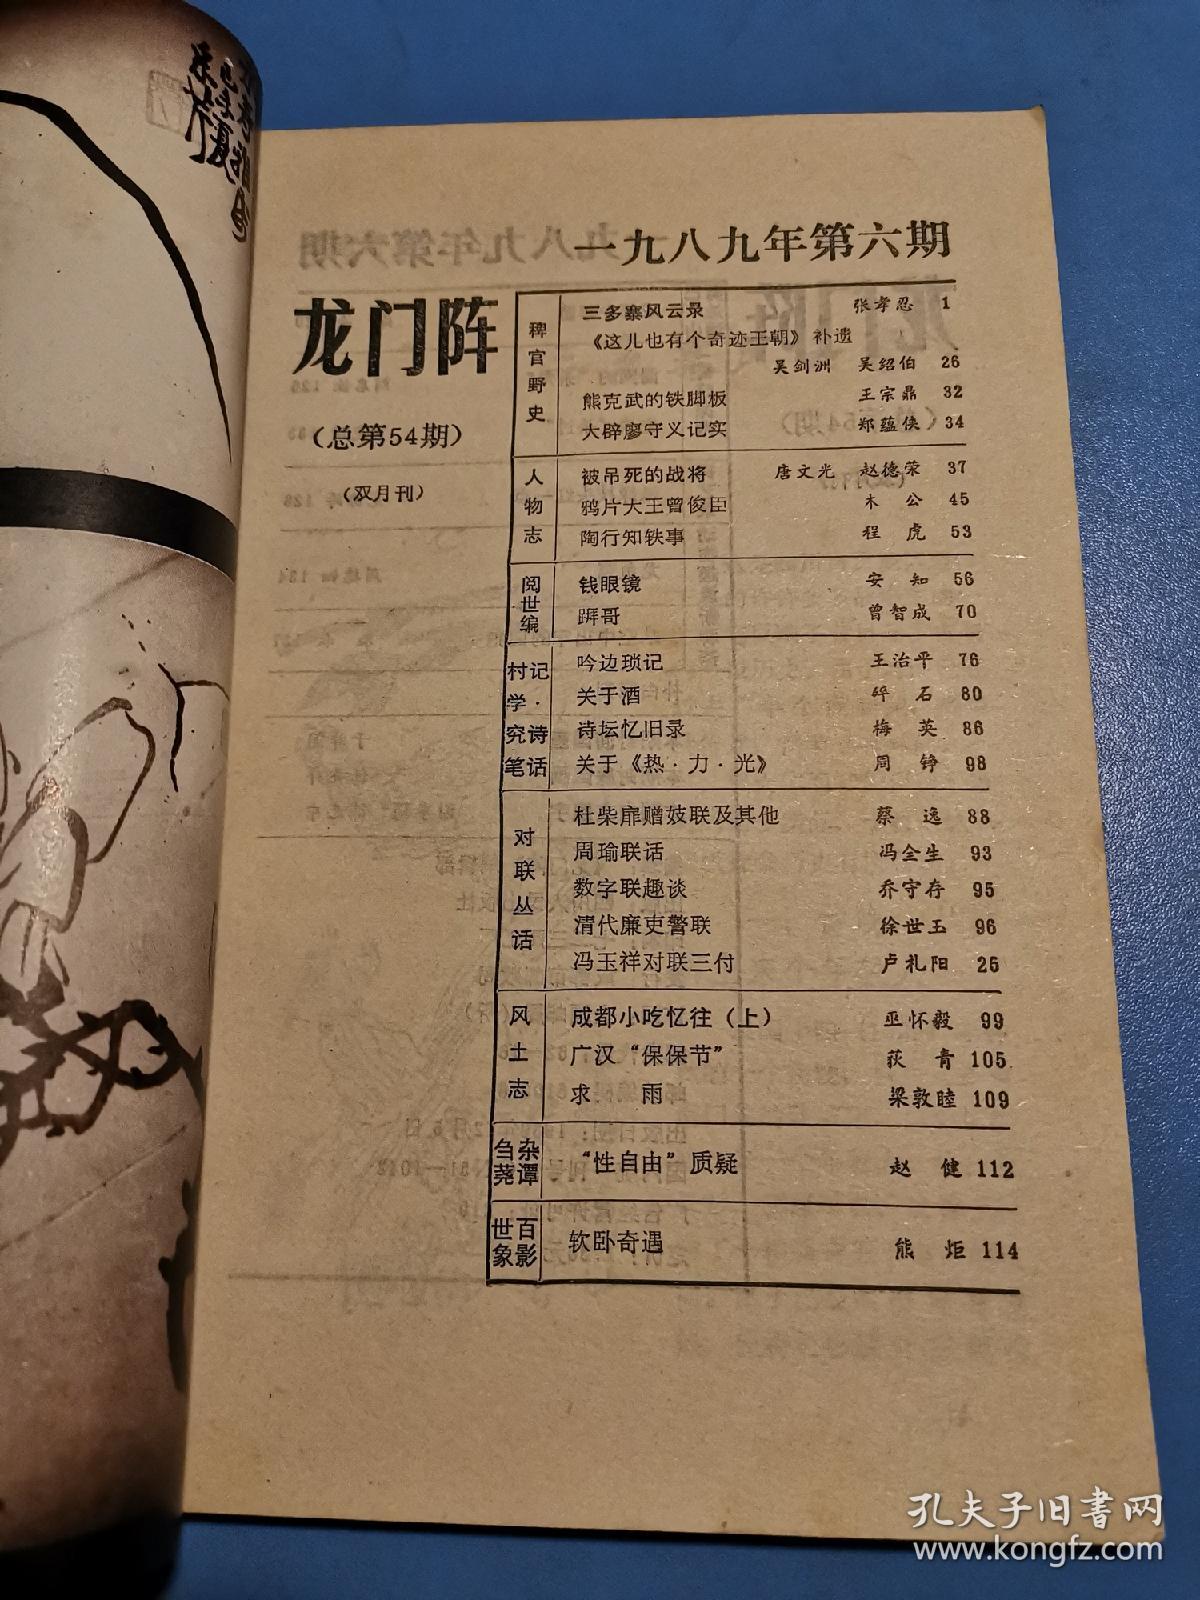 一九八九年第六期
龙门阵
（总第54期）
（双月刊）
稗官野史
三多寨风云录 张孝忍 1
《这儿也有个奇迹王朝》补遗
吴剑洲 吴绍伯 26
熊克武的铁脚板 王宗鼎 32
大辟廖守义记实 郑蕴侠 34
人物志
被吊死的战将 唐文光 赵德荣 37
鸦片大王曾俊臣 木公 45
陶行知轶事 程虎 53
阅世编
钱眼镜 安知 56
跰哥 曾智成 70
村学究笔记·诗话
吟边琐记 王治平 76
关于酒 碎石 80
诗坛忆旧录 梅英 86
关于《热·力·光》 周铮 98
对联丛话
杜柴扉赠妓联及其他 蔡逸 88
周瑜联话 冯全生 93
数字联趣谈 乔守存 95
清代廉吏警联 徐世玉 96
冯玉祥对联三付 卢礼阳 25
风土志
成都小吃忆往（上） 巫怀毅 99
广汉“保保节” 荻青 105
求雨 梁敦睦 109
刍荛杂谭
“性自由”质疑 赵健 112
世象百影
软卧奇遇 熊炬 114
孔夫子旧书网
www.kongfz.com